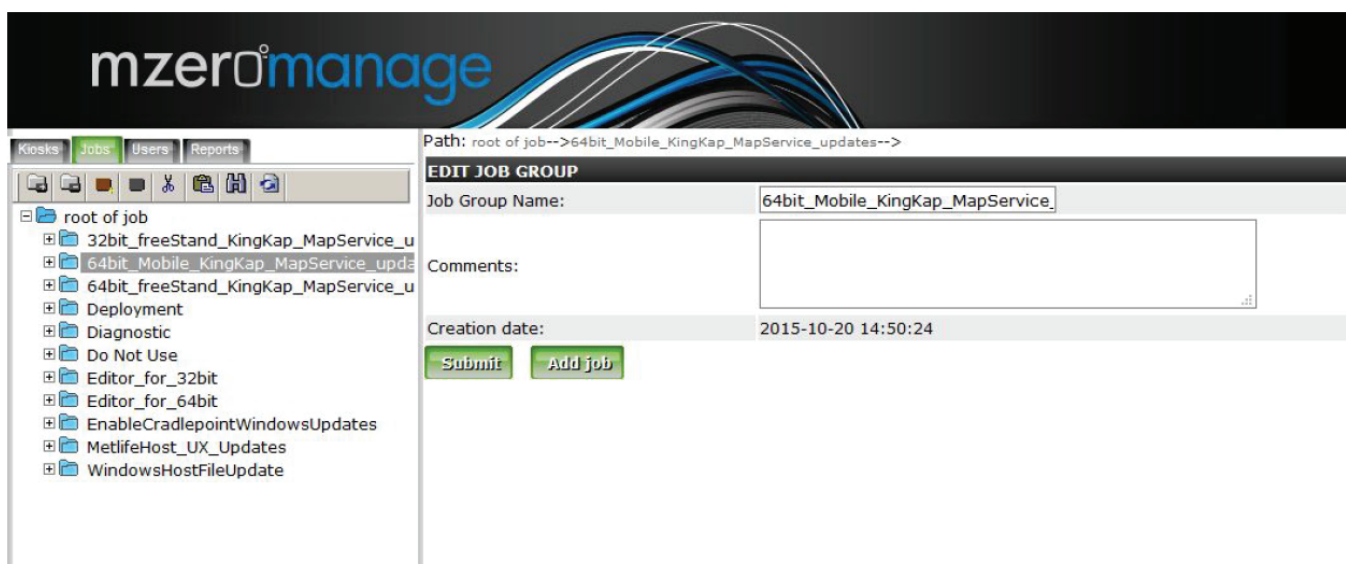 mzeromanage
Kiosks Jobs Users Reports
Path: root of job-->64bit_Mobile_KingKap_MapService_updates-->
EDIT JOB GROUP
Job Group Name: 64bit_Mobile_KingKap_MapService_
Comments:
Creation date: 2015-10-20 14:50:24
Submit Add job
root of job
32bit_freeStand_KingKap_MapService_u
64bit_Mobile_KingKap_MapService_upda
64bit_freeStand_KingKap_MapService_u
Deployment
Diagnostic
Do Not Use
Editor_for_32bit
Editor_for_64bit
EnableCradlepointWindowsUpdates
MetlifeHost_UX_Updates
WindowsHostFileUpdate